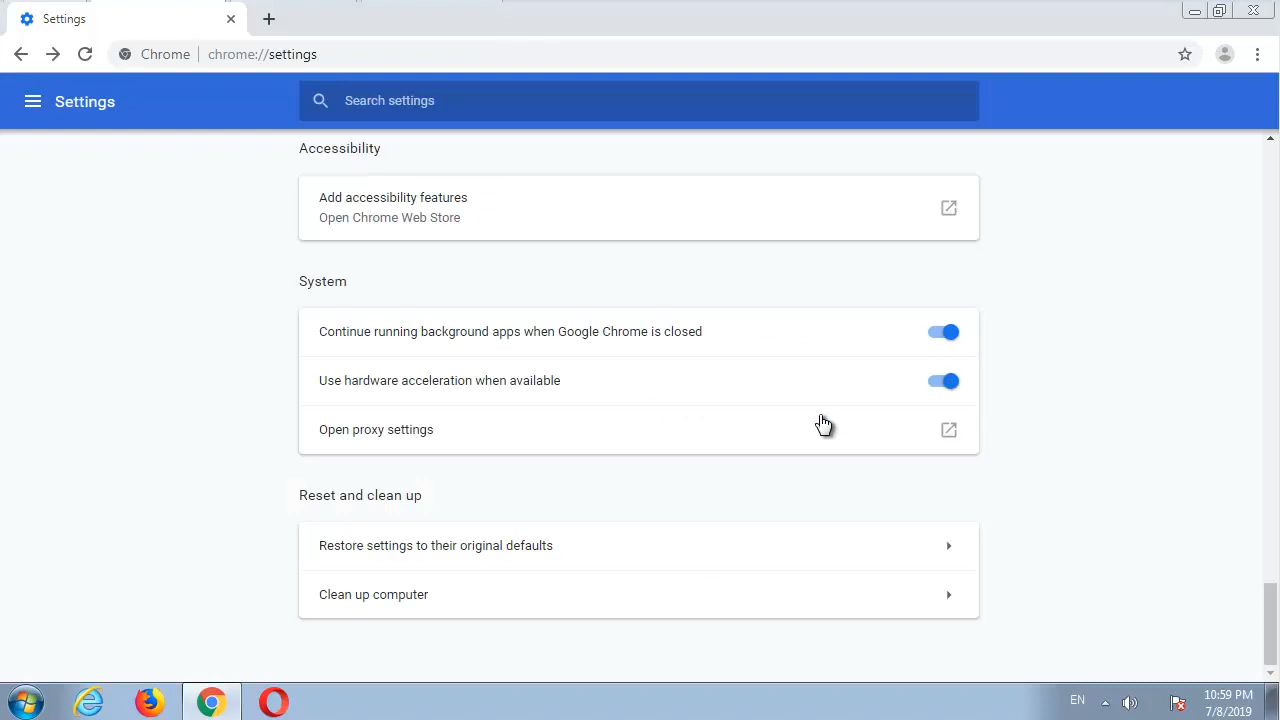 Settings
Chrome
chrome://settings
Settings
Search settings
Accessibility
Add accessibility features
Open Chrome Web Store
System
Continue running background apps when Google Chrome is closed
Use hardware acceleration when available
Open proxy settings
Reset and clean up
Restore settings to their original defaults
Clean up computer
EN
10:59 PM
7/8/2019